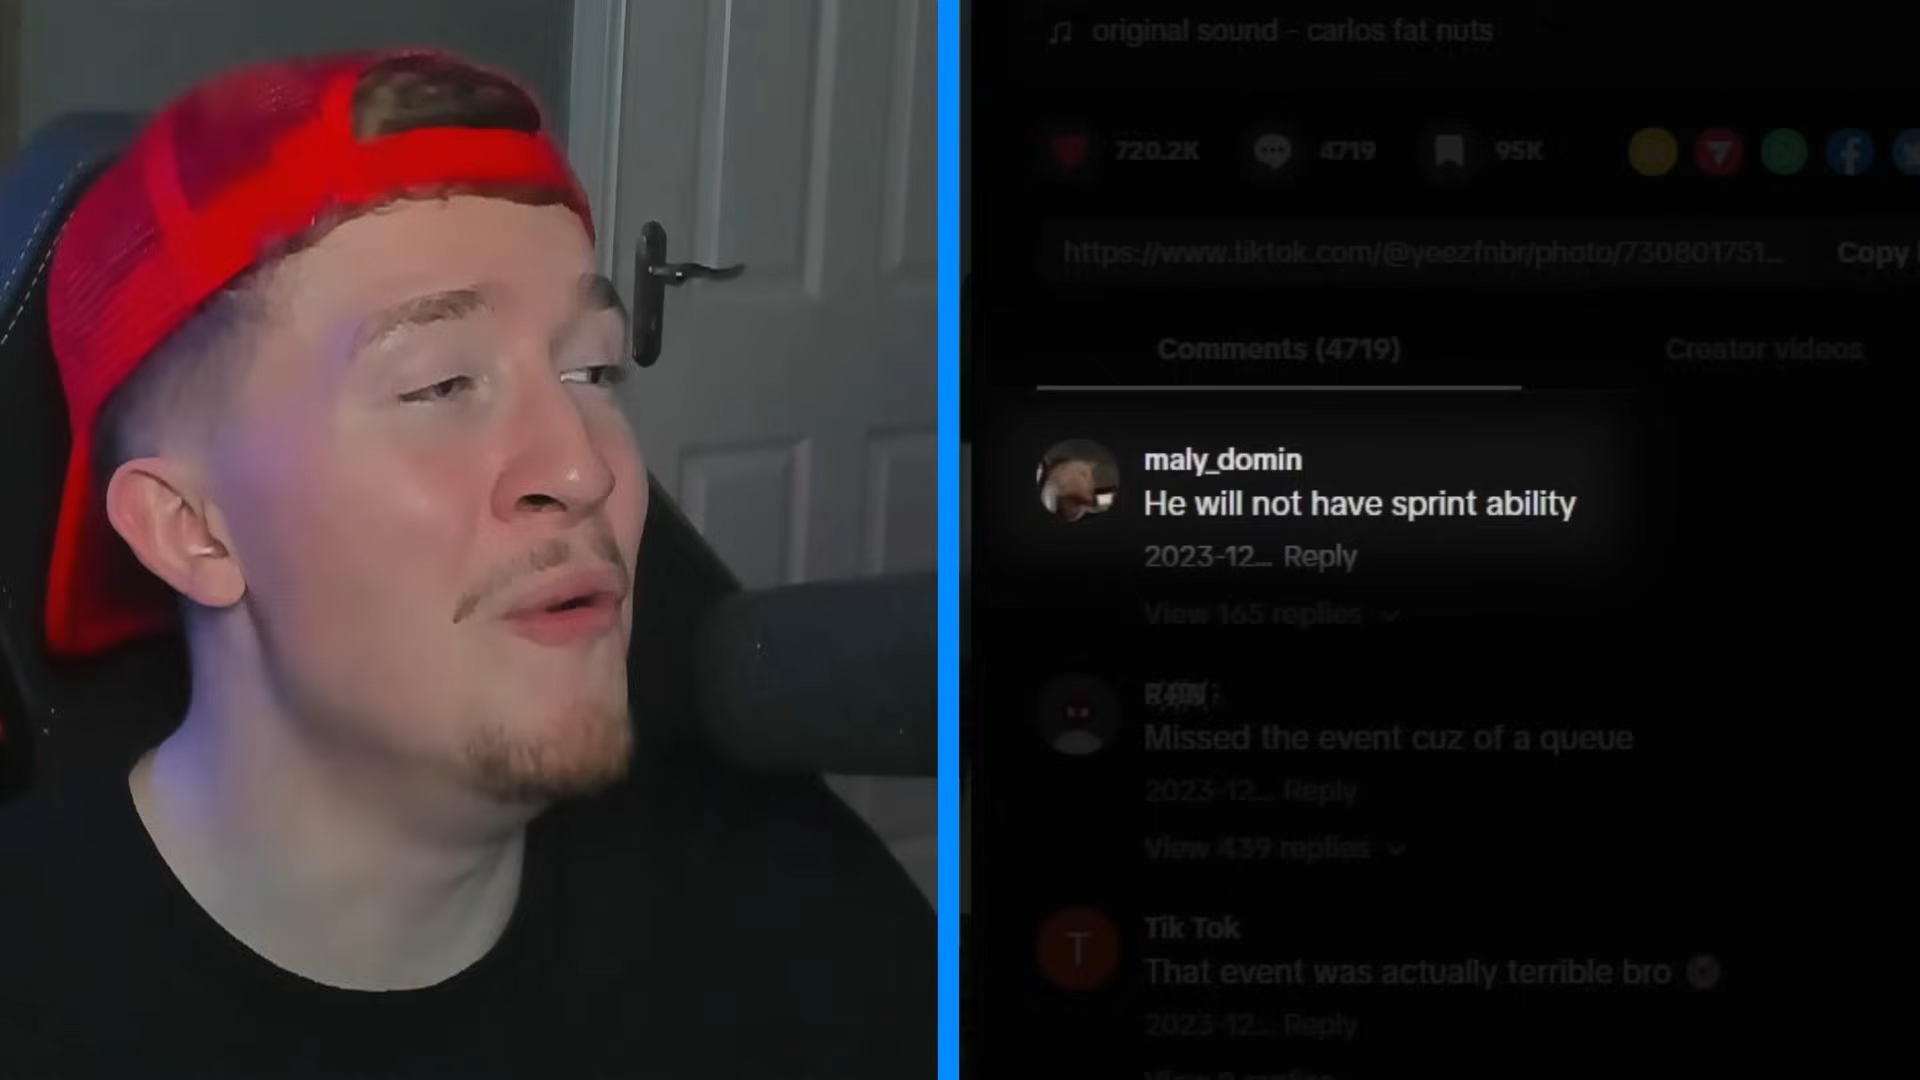 original sound - carlos fat nuts
720.2K 4719 95K
https://www.tiktok.com/@yeezfnbr/photo/730801751... Copy
Comments (4719) Creator videos
maly_domin
He will not have sprint ability
2023-12... Reply
View 165 replies
Missed the event cuz of a queue
2023-12... Reply
View 439 replies
T
Tik Tok
That event was actually terrible bro
2023-12... Reply